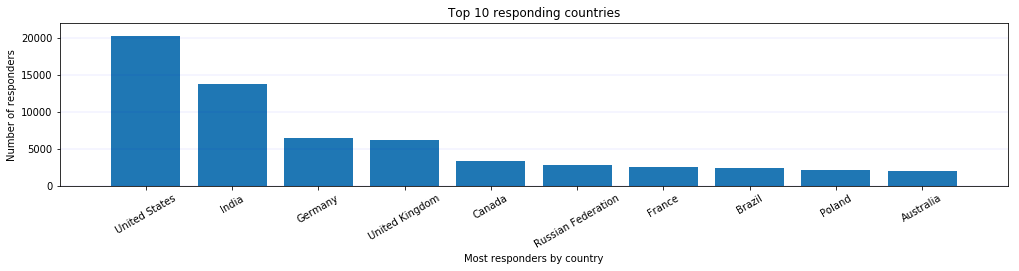 Top 10 responding countries
Number of responders
20000
15000
10000
5000
0
United States
India
Germany
United Kingdom
Canada
Russian Federation
France
Brazil
Poland
Australia
Most responders by country